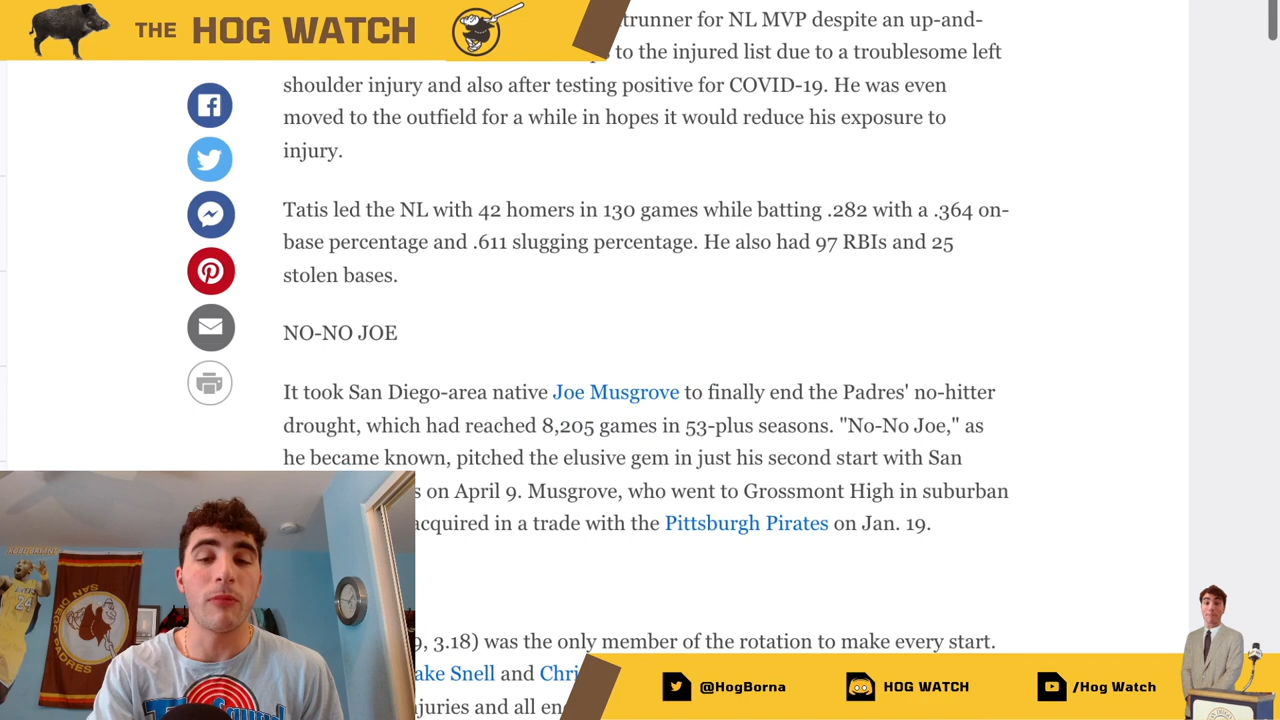 THE HOG WATCH
trunner for NL MVP despite an up-and-
to the injured list due to a troublesome left
shoulder injury and also after testing positive for COVID-19. He was even
moved to the outfield for a while in hopes it would reduce his exposure to
injury.
Tatis led the NL with 42 homers in 130 games while batting .282 with a .364 on-
base percentage and .611 slugging percentage. He also had 97 RBIs and 25
stolen bases.
NO-NO JOE
It took San Diego-area native Joe Musgrove to finally end the Padres' no-hitter
drought, which had reached 8,205 games in 53-plus seasons. "No-No Joe," as
he became known, pitched the elusive gem in just his second start with San
s on April 9. Musgrove, who went to Grossmont High in suburban
acquired in a trade with the Pittsburgh Pirates on Jan. 19.
9, 3.18) was the only member of the rotation to make every start.
ake Snell and Chri
njuries and all en
KOBE BRYANT
24
SAN DIEGO
PADRES
@HogBorna
HOG WATCH
/Hog Watch